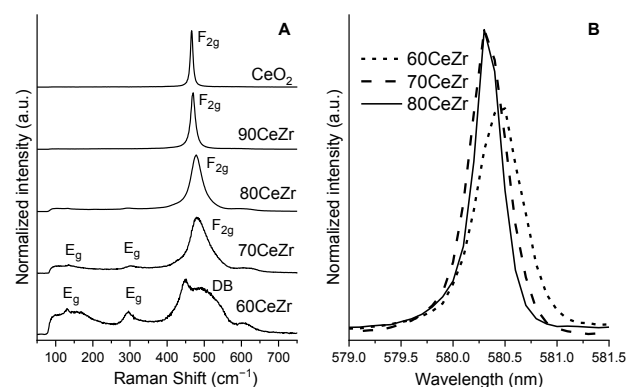 A
F2g
CeO2
F2g
90CeZr
F2g
80CeZr
F2g
Eg
Eg
70CeZr
DB
Eg
Eg
60CeZr
100 200 300 400 500 600 700
Raman Shift (cm−1)
Normalized intensity (a.u.)
B
60CeZr
70CeZr
80CeZr
579.0 579.5 580.0 580.5 581.0 581.5
Wavelength (nm)
Normalized intensity (a.u.)